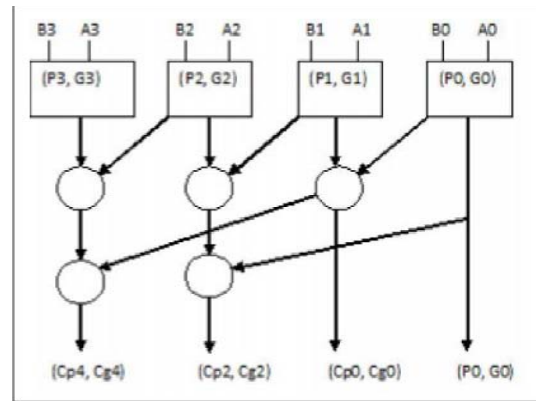 B3 A3 B2 A2 B1 A1 B0 A0
(P3, G3) (P2, G2) (P1, G1) (P0, G0)
(Cp4, Cg4) (Cp2, Cg2) (Cp0, Cg0) (P0, G0)